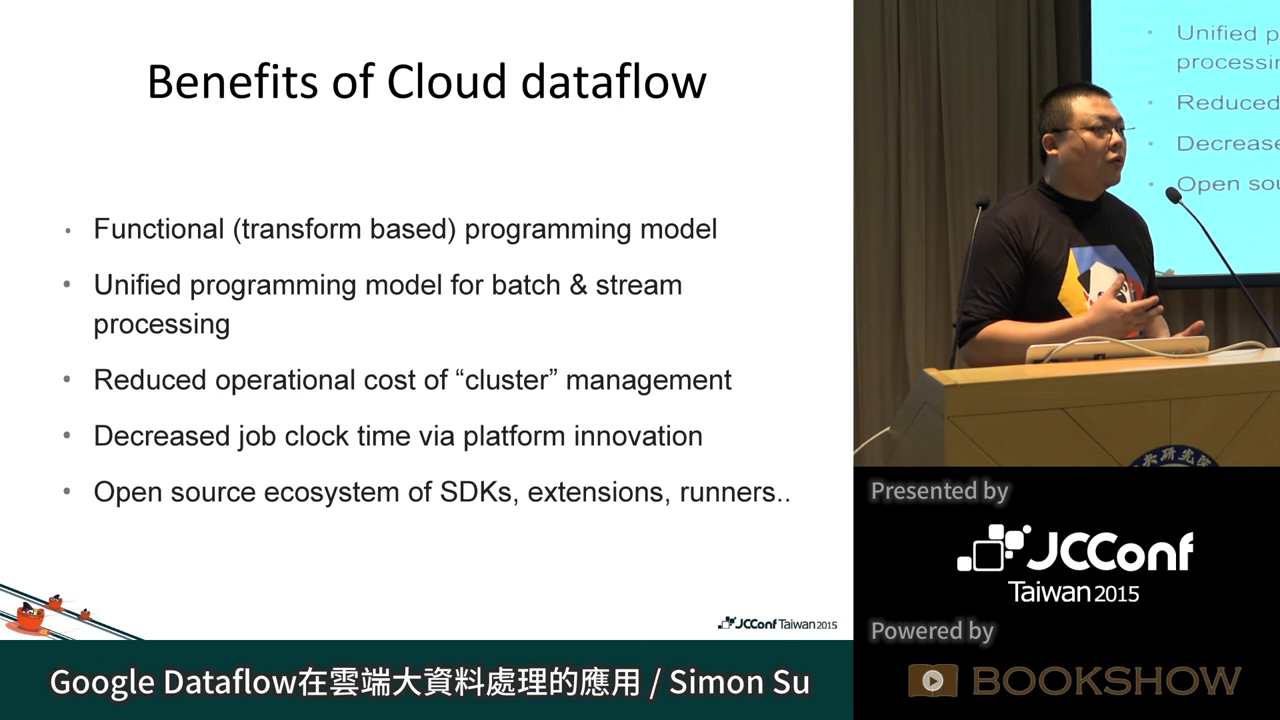 Benefits of Cloud dataflow
• Functional (transform based) programming model
• Unified programming model for batch & stream
processing
• Reduced operational cost of “cluster” management
• Decreased job clock time via platform innovation
• Open source ecosystem of SDKs, extensions, runners..
JCConf Taiwan 2015
Google Dataflow在雲端大資料處理的應用 / Simon Su
• Unified p
processin
• Reduced
• Decrease
• Open sou
研究院
Presented by
JCConf
Taiwan 2015
Powered by
BOOKSHOW